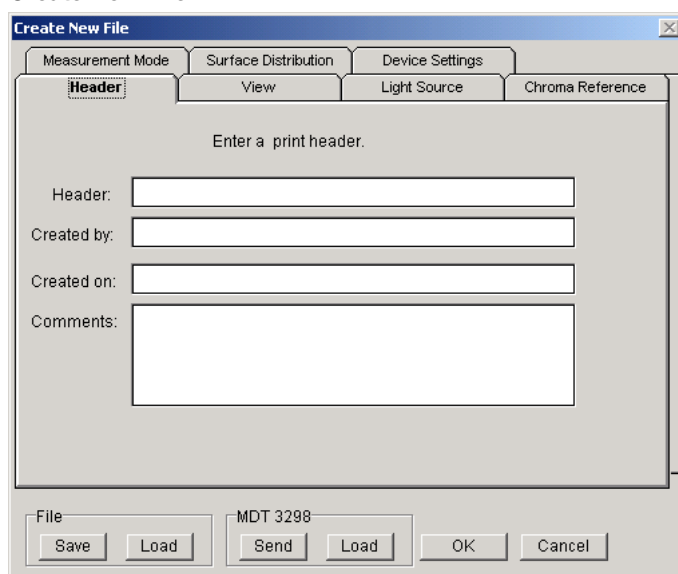 Create New File
Measurement Mode Surface Distribution Device Settings
Header View Light Source Chroma Reference
Enter a print header.
Header:
Created by:
Created on:
Comments:
File MDT 3298
Save Load Send Load OK Cancel